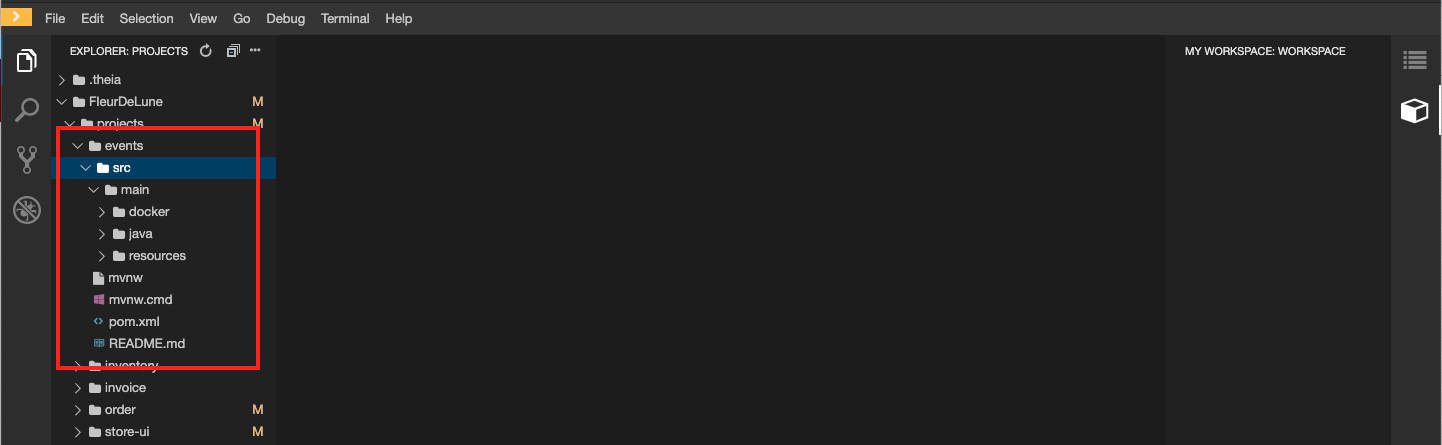 File Edit Selection View Go Debug Terminal Help
EXPLORER: PROJECTS
MY WORKSPACE: WORKSPACE
.theia
FleurDeLune M
projects M
events
src
main
docker
java
resources
mvnw
mvnw.cmd
pom.xml
README.md
inventory
invoice
order M
store-ui M